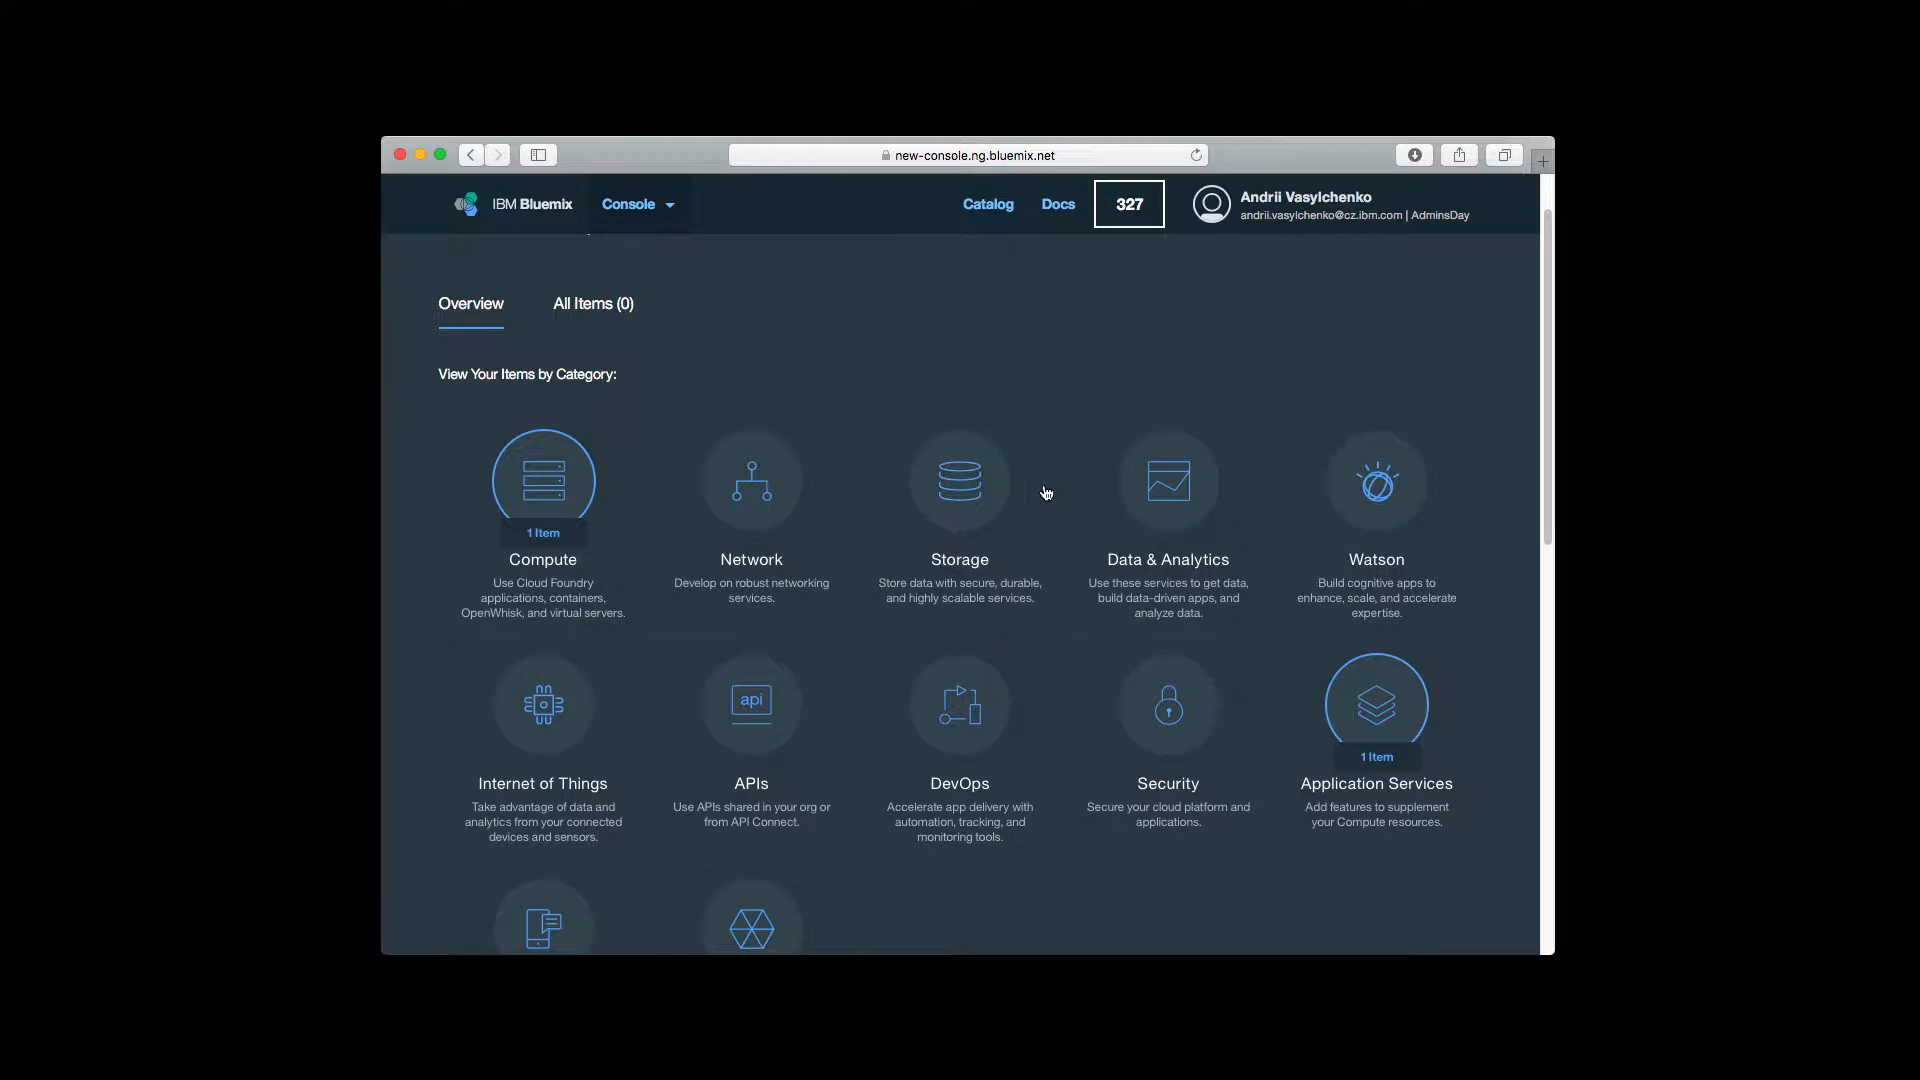 new-console.ng.bluemix.net
IBM Bluemix
Console
Catalog
Docs
327
Andrii Vasylchenko
andrii.vasylchenko@cz.ibm.com | AdminsDay
Overview
All Items (0)
View Your Items by Category:
1 Item
Compute
Use Cloud Foundry
applications, containers,
OpenWhisk, and virtual servers.
Network
Develop on robust networking
services.
Storage
Store data with secure, durable,
and highly scalable services.
Data & Analytics
Use these services to get data,
build data-driven apps, and
analyze data.
Watson
Build cognitive apps to
enhance, scale, and accelerate
expertise.
Internet of Things
Take advantage of data and
analytics from your connected
devices and sensors.
api
APIs
Use APIs shared in your org or
from API Connect.
DevOps
Accelerate app delivery with
automation, tracking, and
monitoring tools.
Security
Secure your cloud platform and
applications.
1 Item
Application Services
Add features to supplement
your Compute resources.